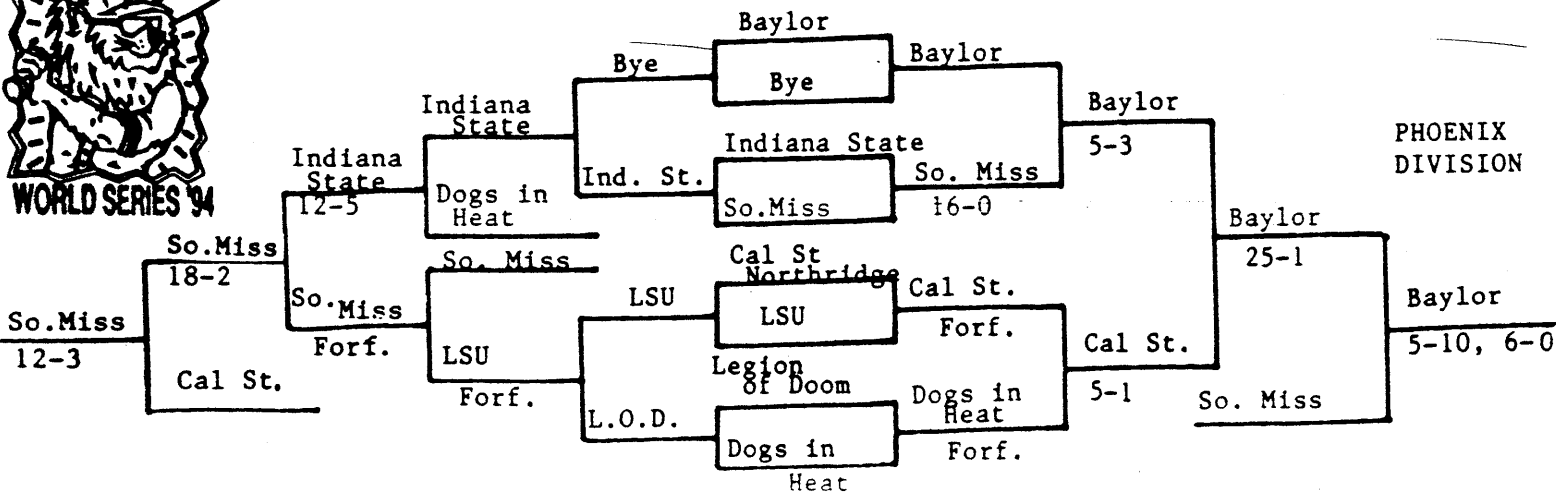 WORLD SERIES '94
PHOENIX
DIVISION
Baylor
Bye
Baylor
Bye
Indiana
State
Baylor
5-3
Indiana State
Indiana
State
12-5
Ind. St.
So. Miss
16-0
So.Miss
Dogs in
Heat
Baylor
25-1
So.Miss
18-2
So. Miss
Cal St
Northridge
LSU
LSU
Cal St.
Forf.
So.
Miss
Forf.
So.Miss
12-3
Baylor
5-10, 6-0
LSU
Forf.
Legion
of Doom
Cal St.
5-1
Cal St.
Dogs in
Heat
Forf.
So. Miss
L.O.D.
Dogs in
Heat